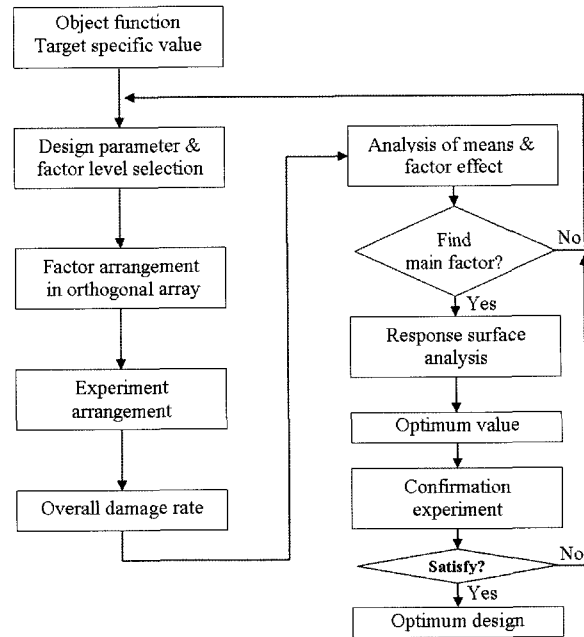 Object function
Target specific value
Design parameter &
factor level selection
Factor arrangement
in orthogonal array
Experiment
arrangement
Overall damage rate
Analysis of means &
factor effect
Find
main factor?
No
Yes
Response surface
analysis
Optimum value
Confirmation
experiment
Satisfy?
No
Yes
Optimum design